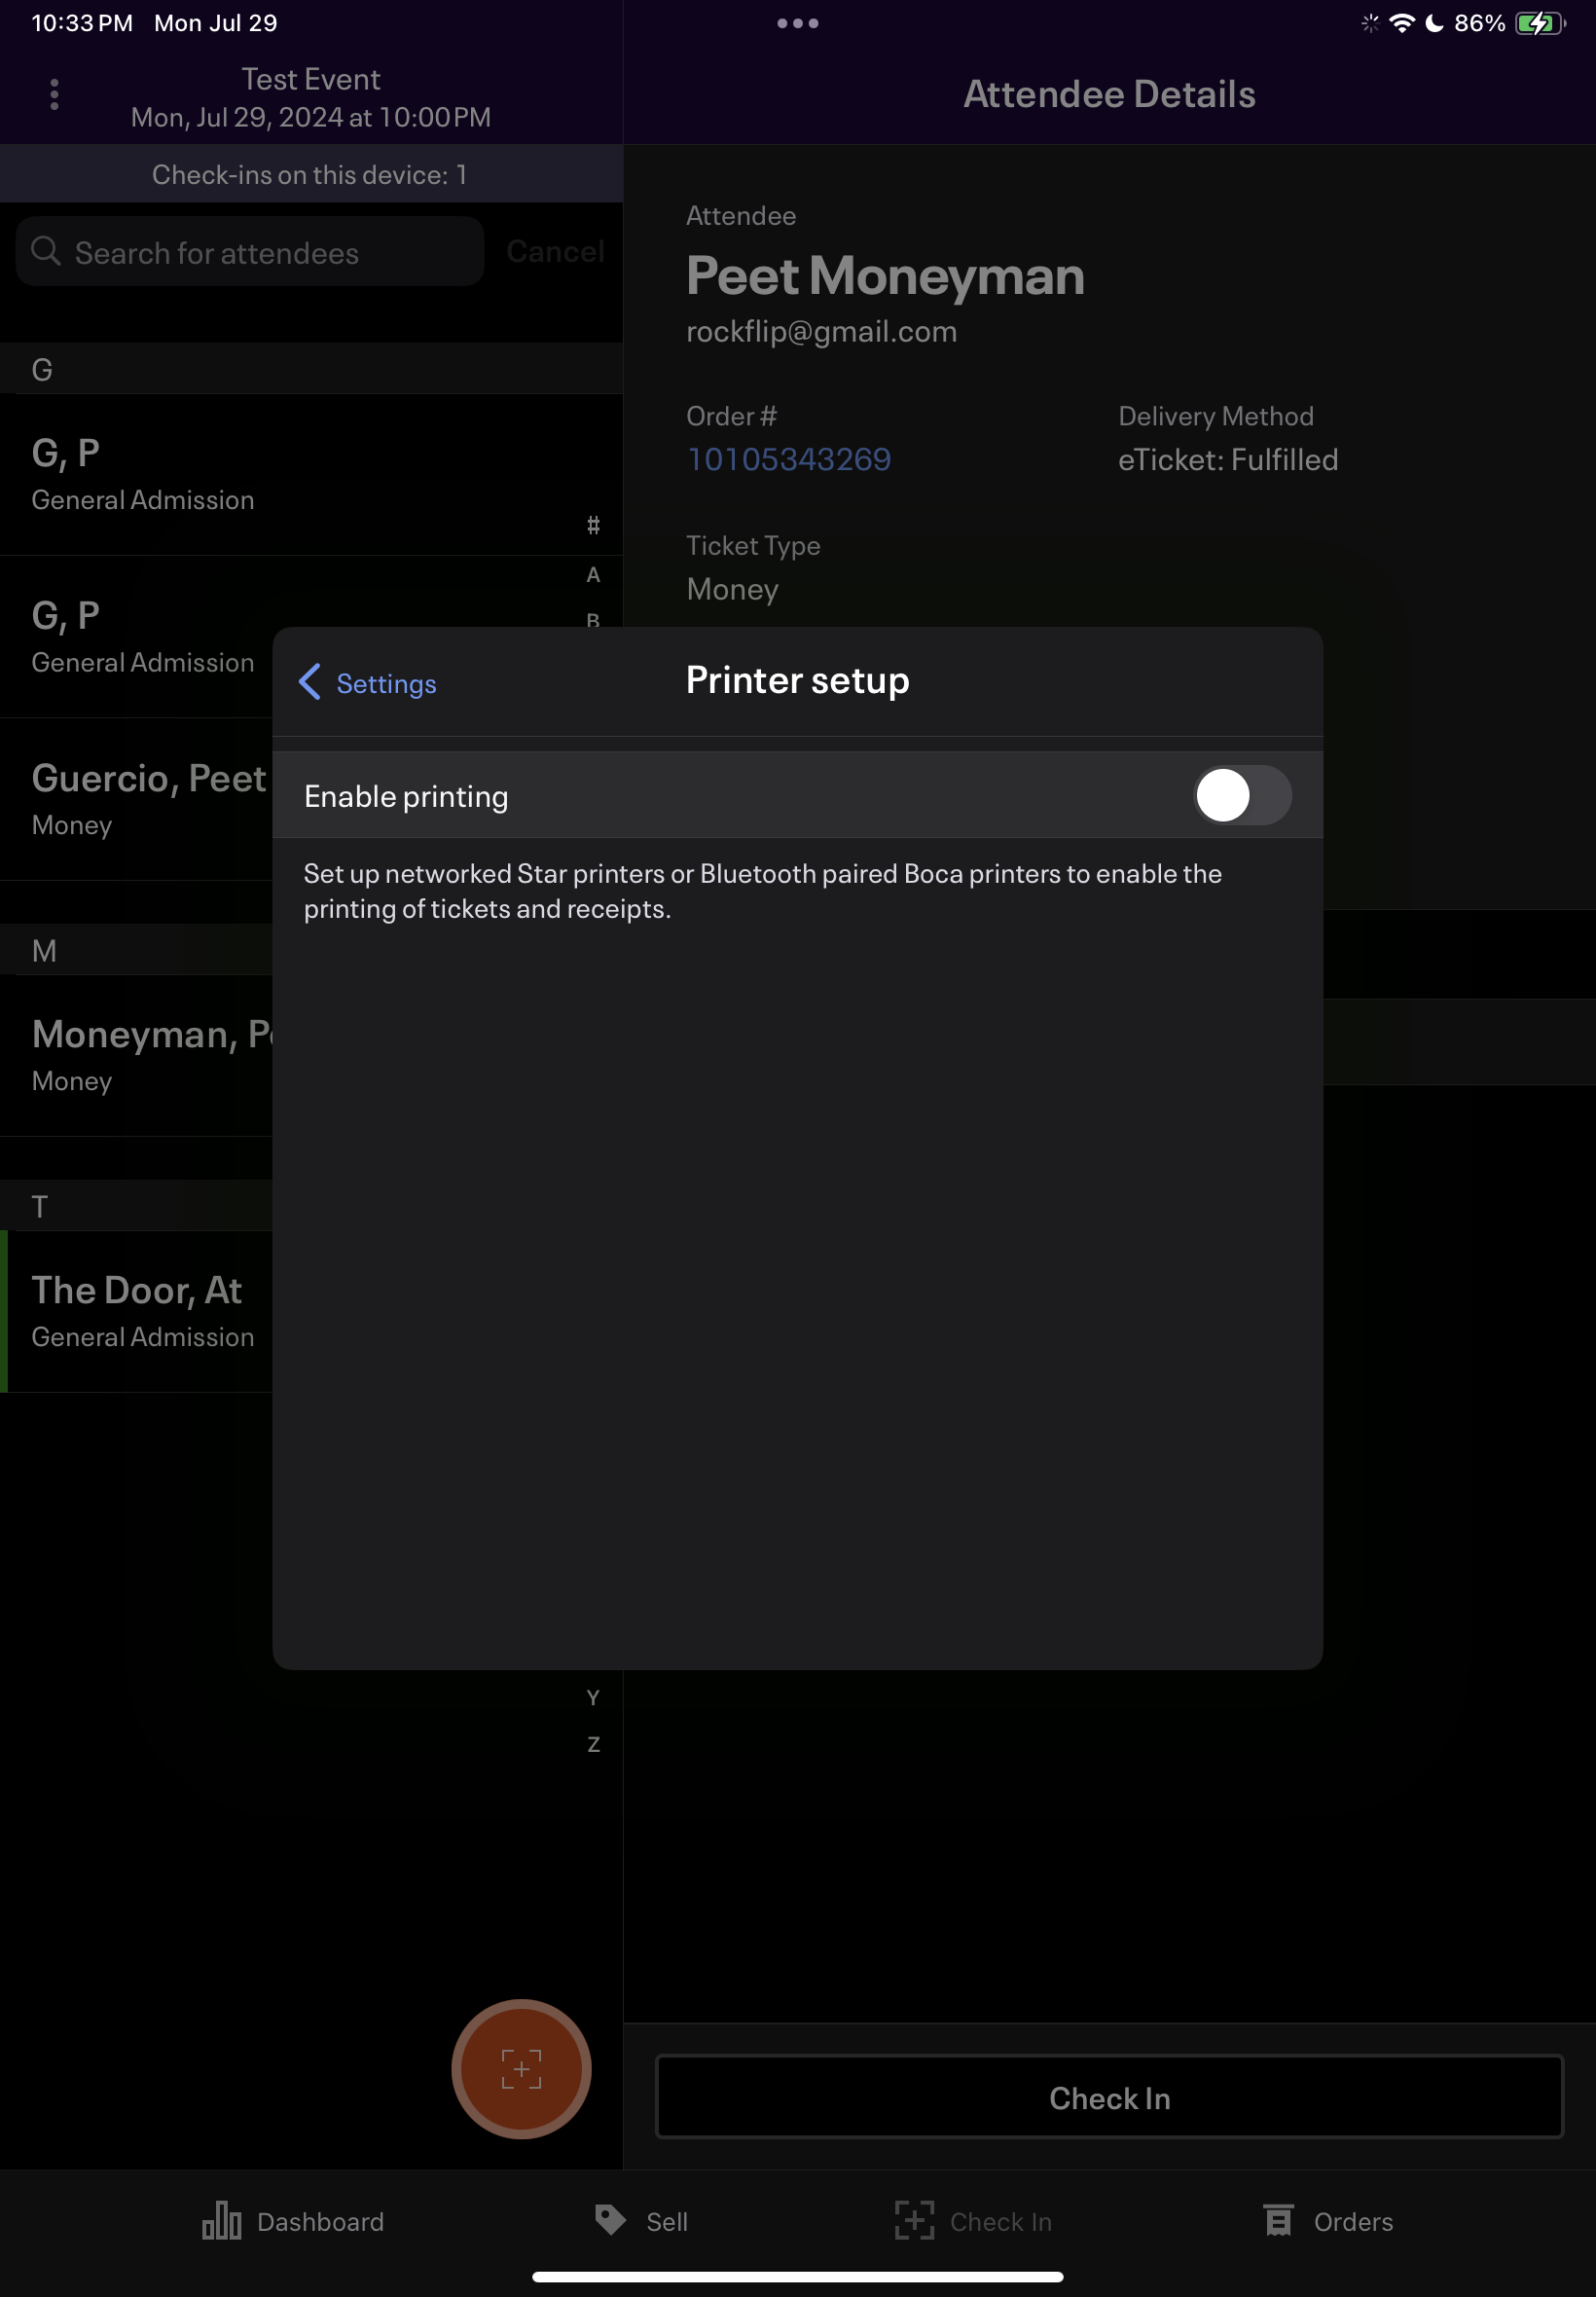 10:33 PM Mon Jul 29
86%
Test Event
Mon, Jul 29, 2024 at 10:00 PM
Check-ins on this device: 1
Search for attendees
Cancel
G
G, P
General Admission
G, P
General Admission
Guercio, Peet
Money
M
Moneyman, Pe
Money
T
The Door, At
General Admission
#
A
B
Y
Z
Attendee Details
Attendee
Peet Moneyman
rockflip@gmail.com
Order #
10105343269
Delivery Method
eTicket: Fulfilled
Ticket Type
Money
Settings
Printer setup
Enable printing
Set up networked Star printers or Bluetooth paired Boca printers to enable the
printing of tickets and receipts.
Check In
Dashboard
Sell
Check In
Orders